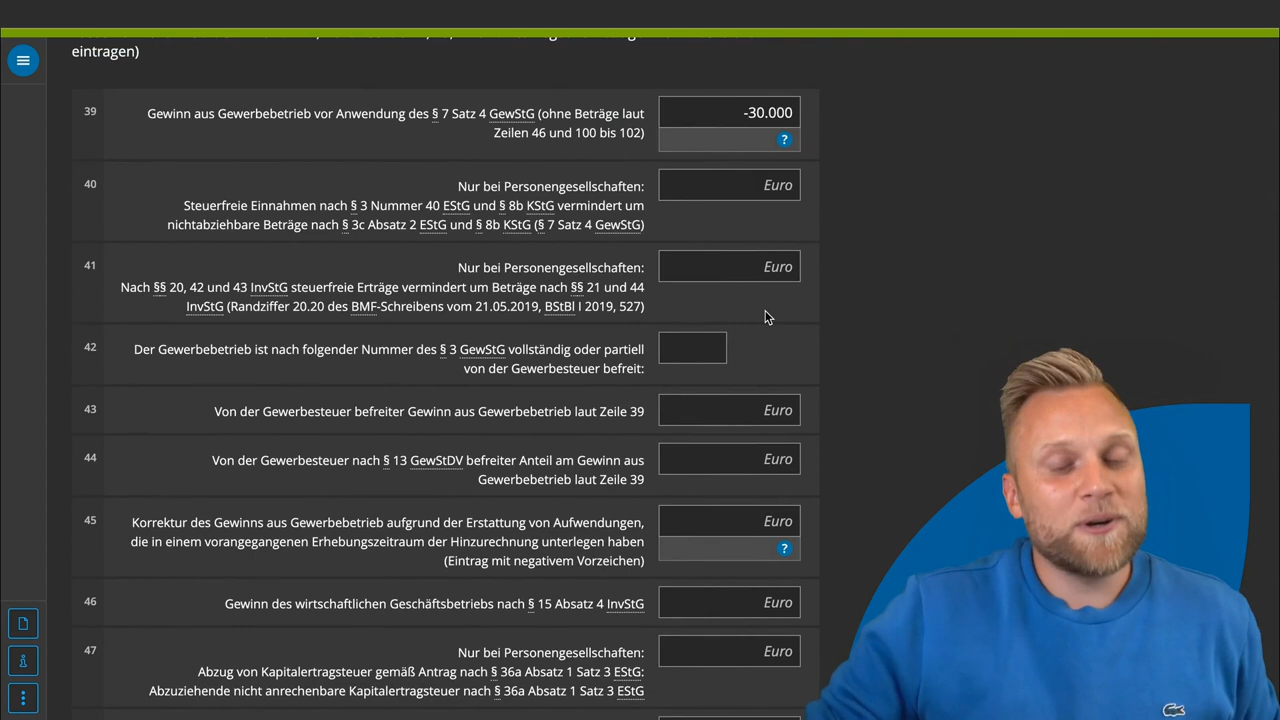 eintragen)
39
Gewinn aus Gewerbebetrieb vor Anwendung des § 7 Satz 4 GewStG (ohne Beträge laut
Zeilen 46 und 100 bis 102)
-30.000
?
40
Nur bei Personengesellschaften:
Steuerfreie Einnahmen nach § 3 Nummer 40 EStG und § 8b KStG vermindert um
nichtabziehbare Beträge nach § 3c Absatz 2 EStG und § 8b KStG (§ 7 Satz 4 GewStG)
Euro
41
Nur bei Personengesellschaften:
Nach §§ 20, 42 und 43 InvStG steuerfreie Erträge vermindert um Beträge nach §§ 21 und 44
InvStG (Randziffer 20.20 des BMF-Schreibens vom 21.05.2019, BStBl I 2019, 527)
Euro
42
Der Gewerbebetrieb ist nach folgender Nummer des § 3 GewStG vollständig oder partiell
von der Gewerbesteuer befreit:
43
Von der Gewerbesteuer befreiter Gewinn aus Gewerbebetrieb laut Zeile 39
Euro
44
Von der Gewerbesteuer nach § 13 GewStDV befreiter Anteil am Gewinn aus
Gewerbebetrieb laut Zeile 39
Euro
45
Korrektur des Gewinns aus Gewerbebetrieb aufgrund der Erstattung von Aufwendungen,
die in einem vorangegangenen Erhebungszeitraum der Hinzurechnung unterlegen haben
(Eintrag mit negativem Vorzeichen)
Euro
?
46
Gewinn des wirtschaftlichen Geschäftsbetriebs nach § 15 Absatz 4 InvStG
Euro
47
Nur bei Personengesellschaften:
Abzug von Kapitalertragsteuer gemäß Antrag nach § 36a Absatz 1 Satz 3 EStG:
Abzuziehende nicht anrechenbare Kapitalertragsteuer nach § 36a Absatz 1 Satz 3 EStG
Euro